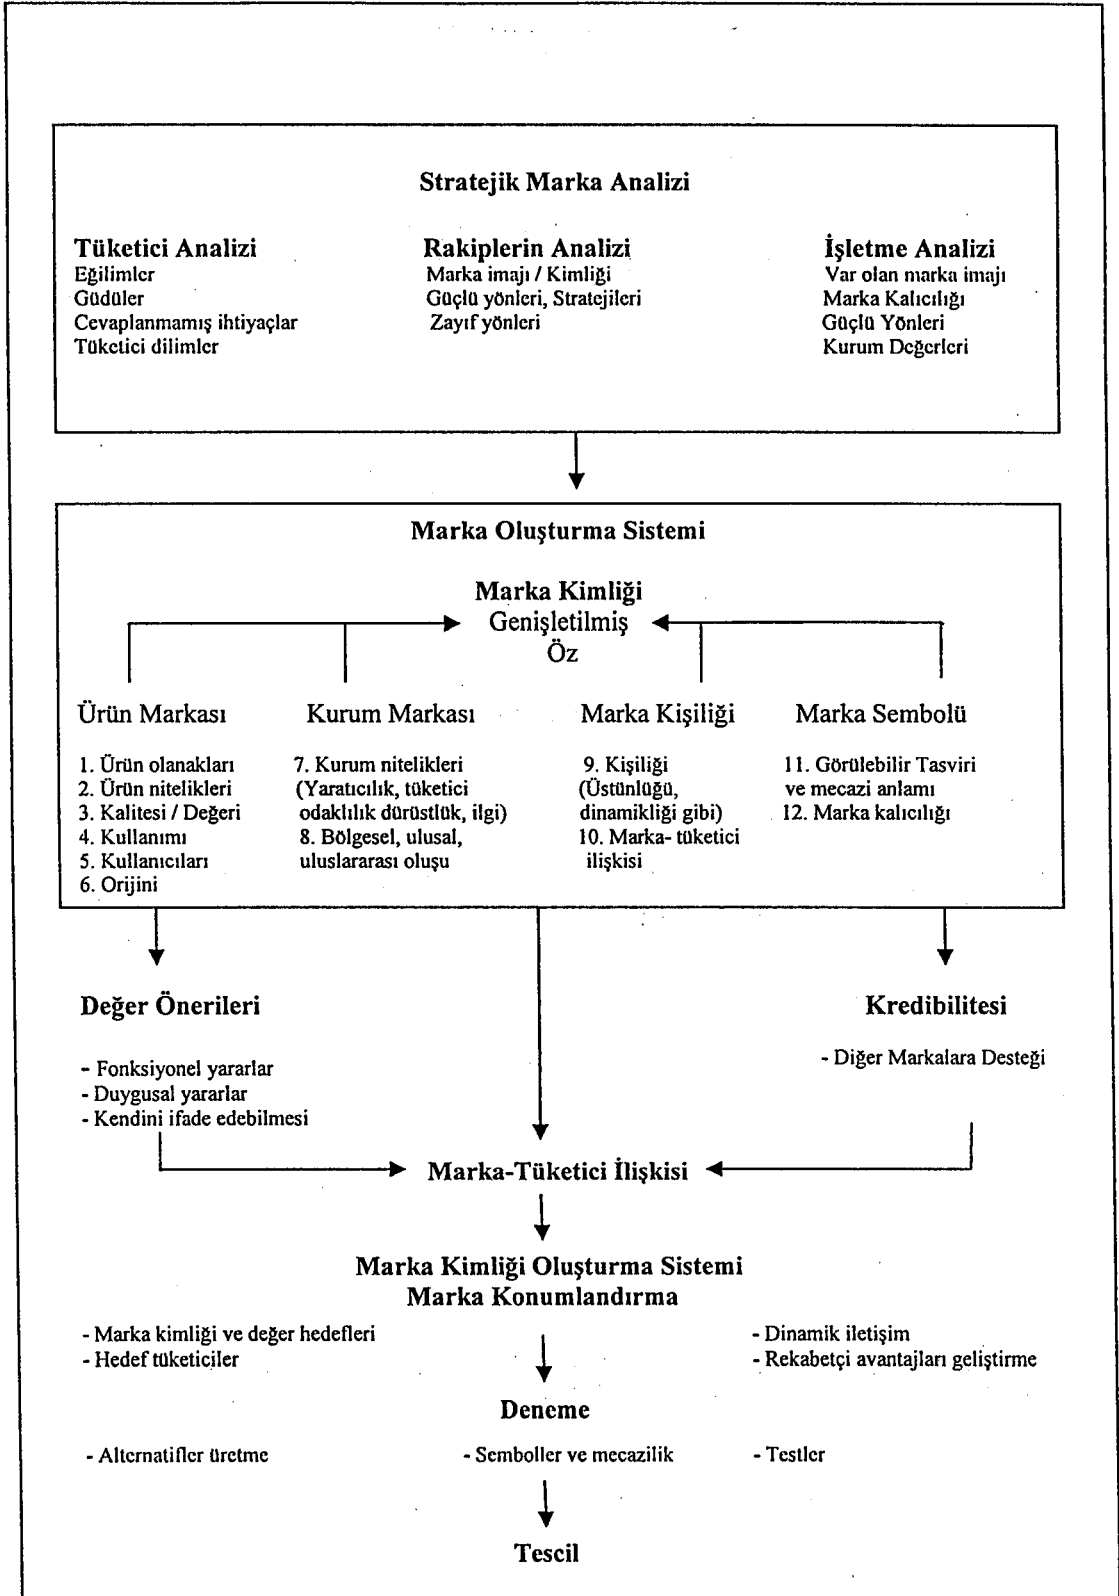 Stratejik Marka Analizi
Tüketici Analizi
Eğilimler
Güdüler
Cevaplanmamış ihtiyaçlar
Tüketici dilimler
Rakiplerin Analizi
Marka imajı / Kimliği
Güçlü yönleri, Stratejileri
Zayıf yönleri
İşletme Analizi
Var olan marka imajı
Marka Kalıcılığı
Güçlü Yönleri
Kurum Değerleri
Marka Oluşturma Sistemi
Marka Kimliği
Genişletilmiş
Öz
Ürün Markası
1. Ürün olanakları
2. Ürün nitelikleri
3. Kalitesi / Değeri
4. Kullanımı
5. Kullanıcıları
6. Orijini
Kurum Markası
7. Kurum nitelikleri
(Yaratıcılık, tüketici
odaklılık dürüstlük, ilgi)
8. Bölgesel, ulusal,
uluslararası oluşu
Marka Kişiliği
9. Kişiliği
(Üstünlüğü,
dinamikliği gibi)
10. Marka- tüketici
ilişkisi
Marka Sembolü
11. Görülebilir Tasviri
ve mecazi anlamı
12. Marka kalıcılığı
Değer Önerileri
- Fonksiyonel yararlar
- Duygusal yararlar
- Kendini ifade edebilmesi
Kredibilitesi
- Diğer Markalara Desteği
Marka-Tüketici İlişkisi
Marka Kimliği Oluşturma Sistemi
Marka Konumlandırma
- Marka kimliği ve değer hedefleri
- Hedef tüketiciler
- Dinamik iletişim
- Rekabetçi avantajları geliştirme
Deneme
- Alternatifler üretme
- Semboller ve mecazilik
- Testler
Tescil